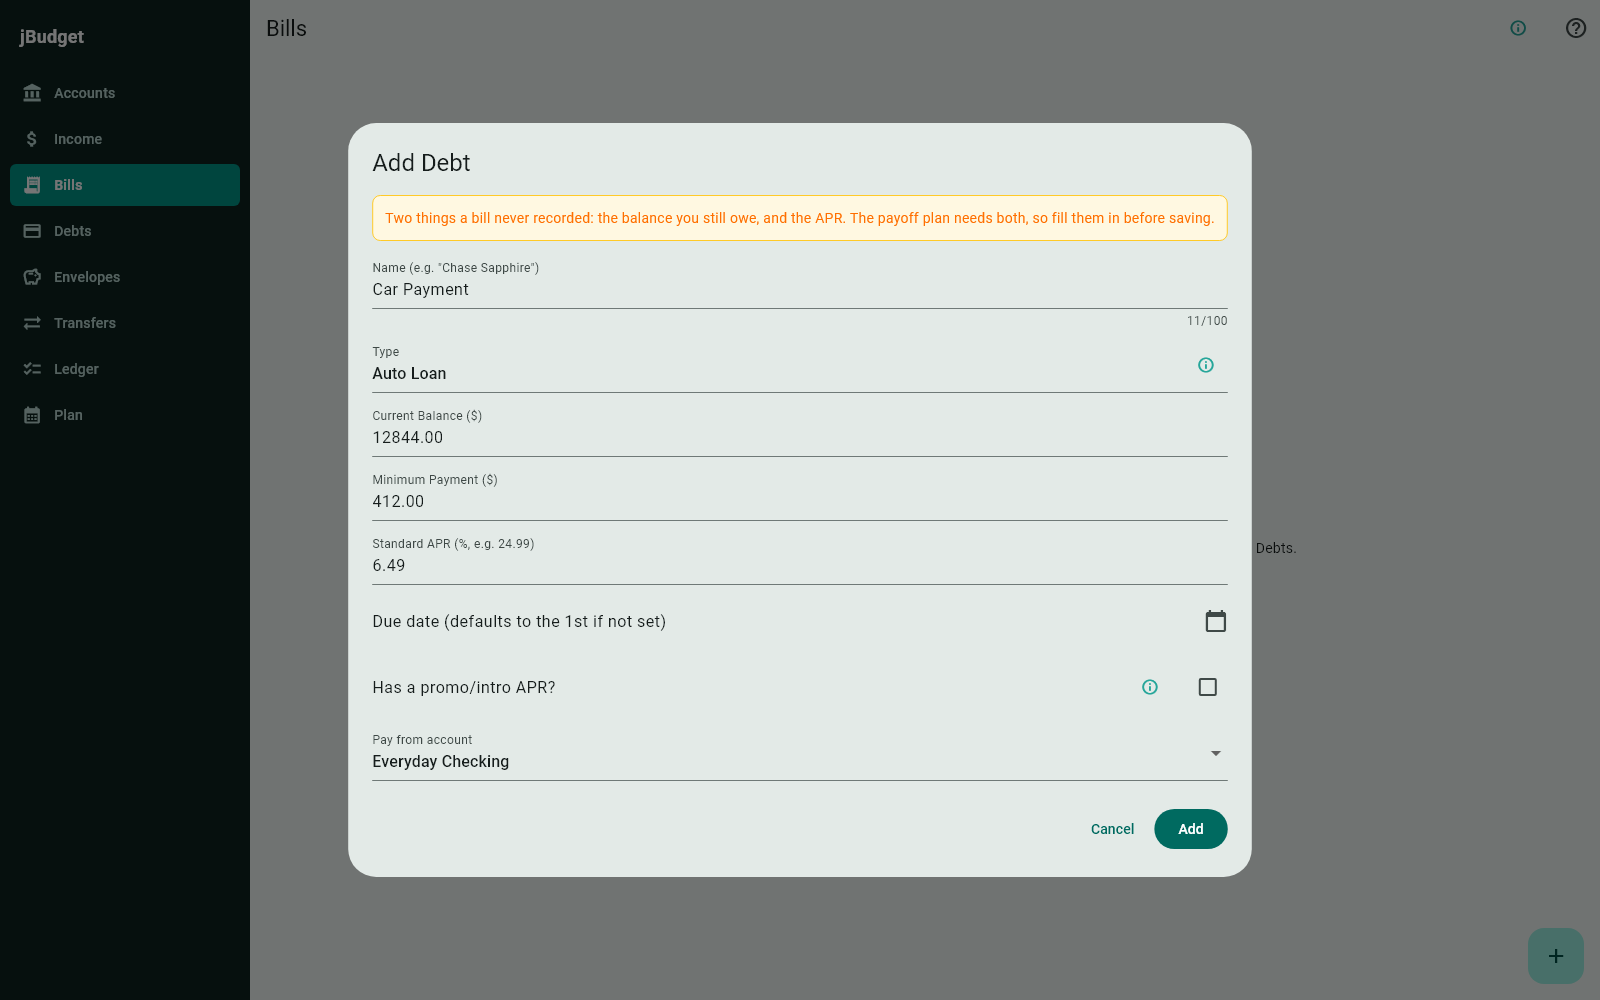 jBudget
Bills
Accounts
Income
Bills
Debts
Envelopes
Transfers
Ledger
Plan
Add Debt
Two things a bill never recorded: the balance you still owe, and the APR. The payoff plan needs both, so fill them in before saving.
Name (e.g. "Chase Sapphire")
Car Payment
11/100
Type
Auto Loan
Current Balance ($)
12844.00
Minimum Payment ($)
412.00
Standard APR (%, e.g. 24.99)
6.49
Debts.
Due date (defaults to the 1st if not set)
Has a promo/intro APR?
Pay from account
Everyday Checking
Cancel
Add